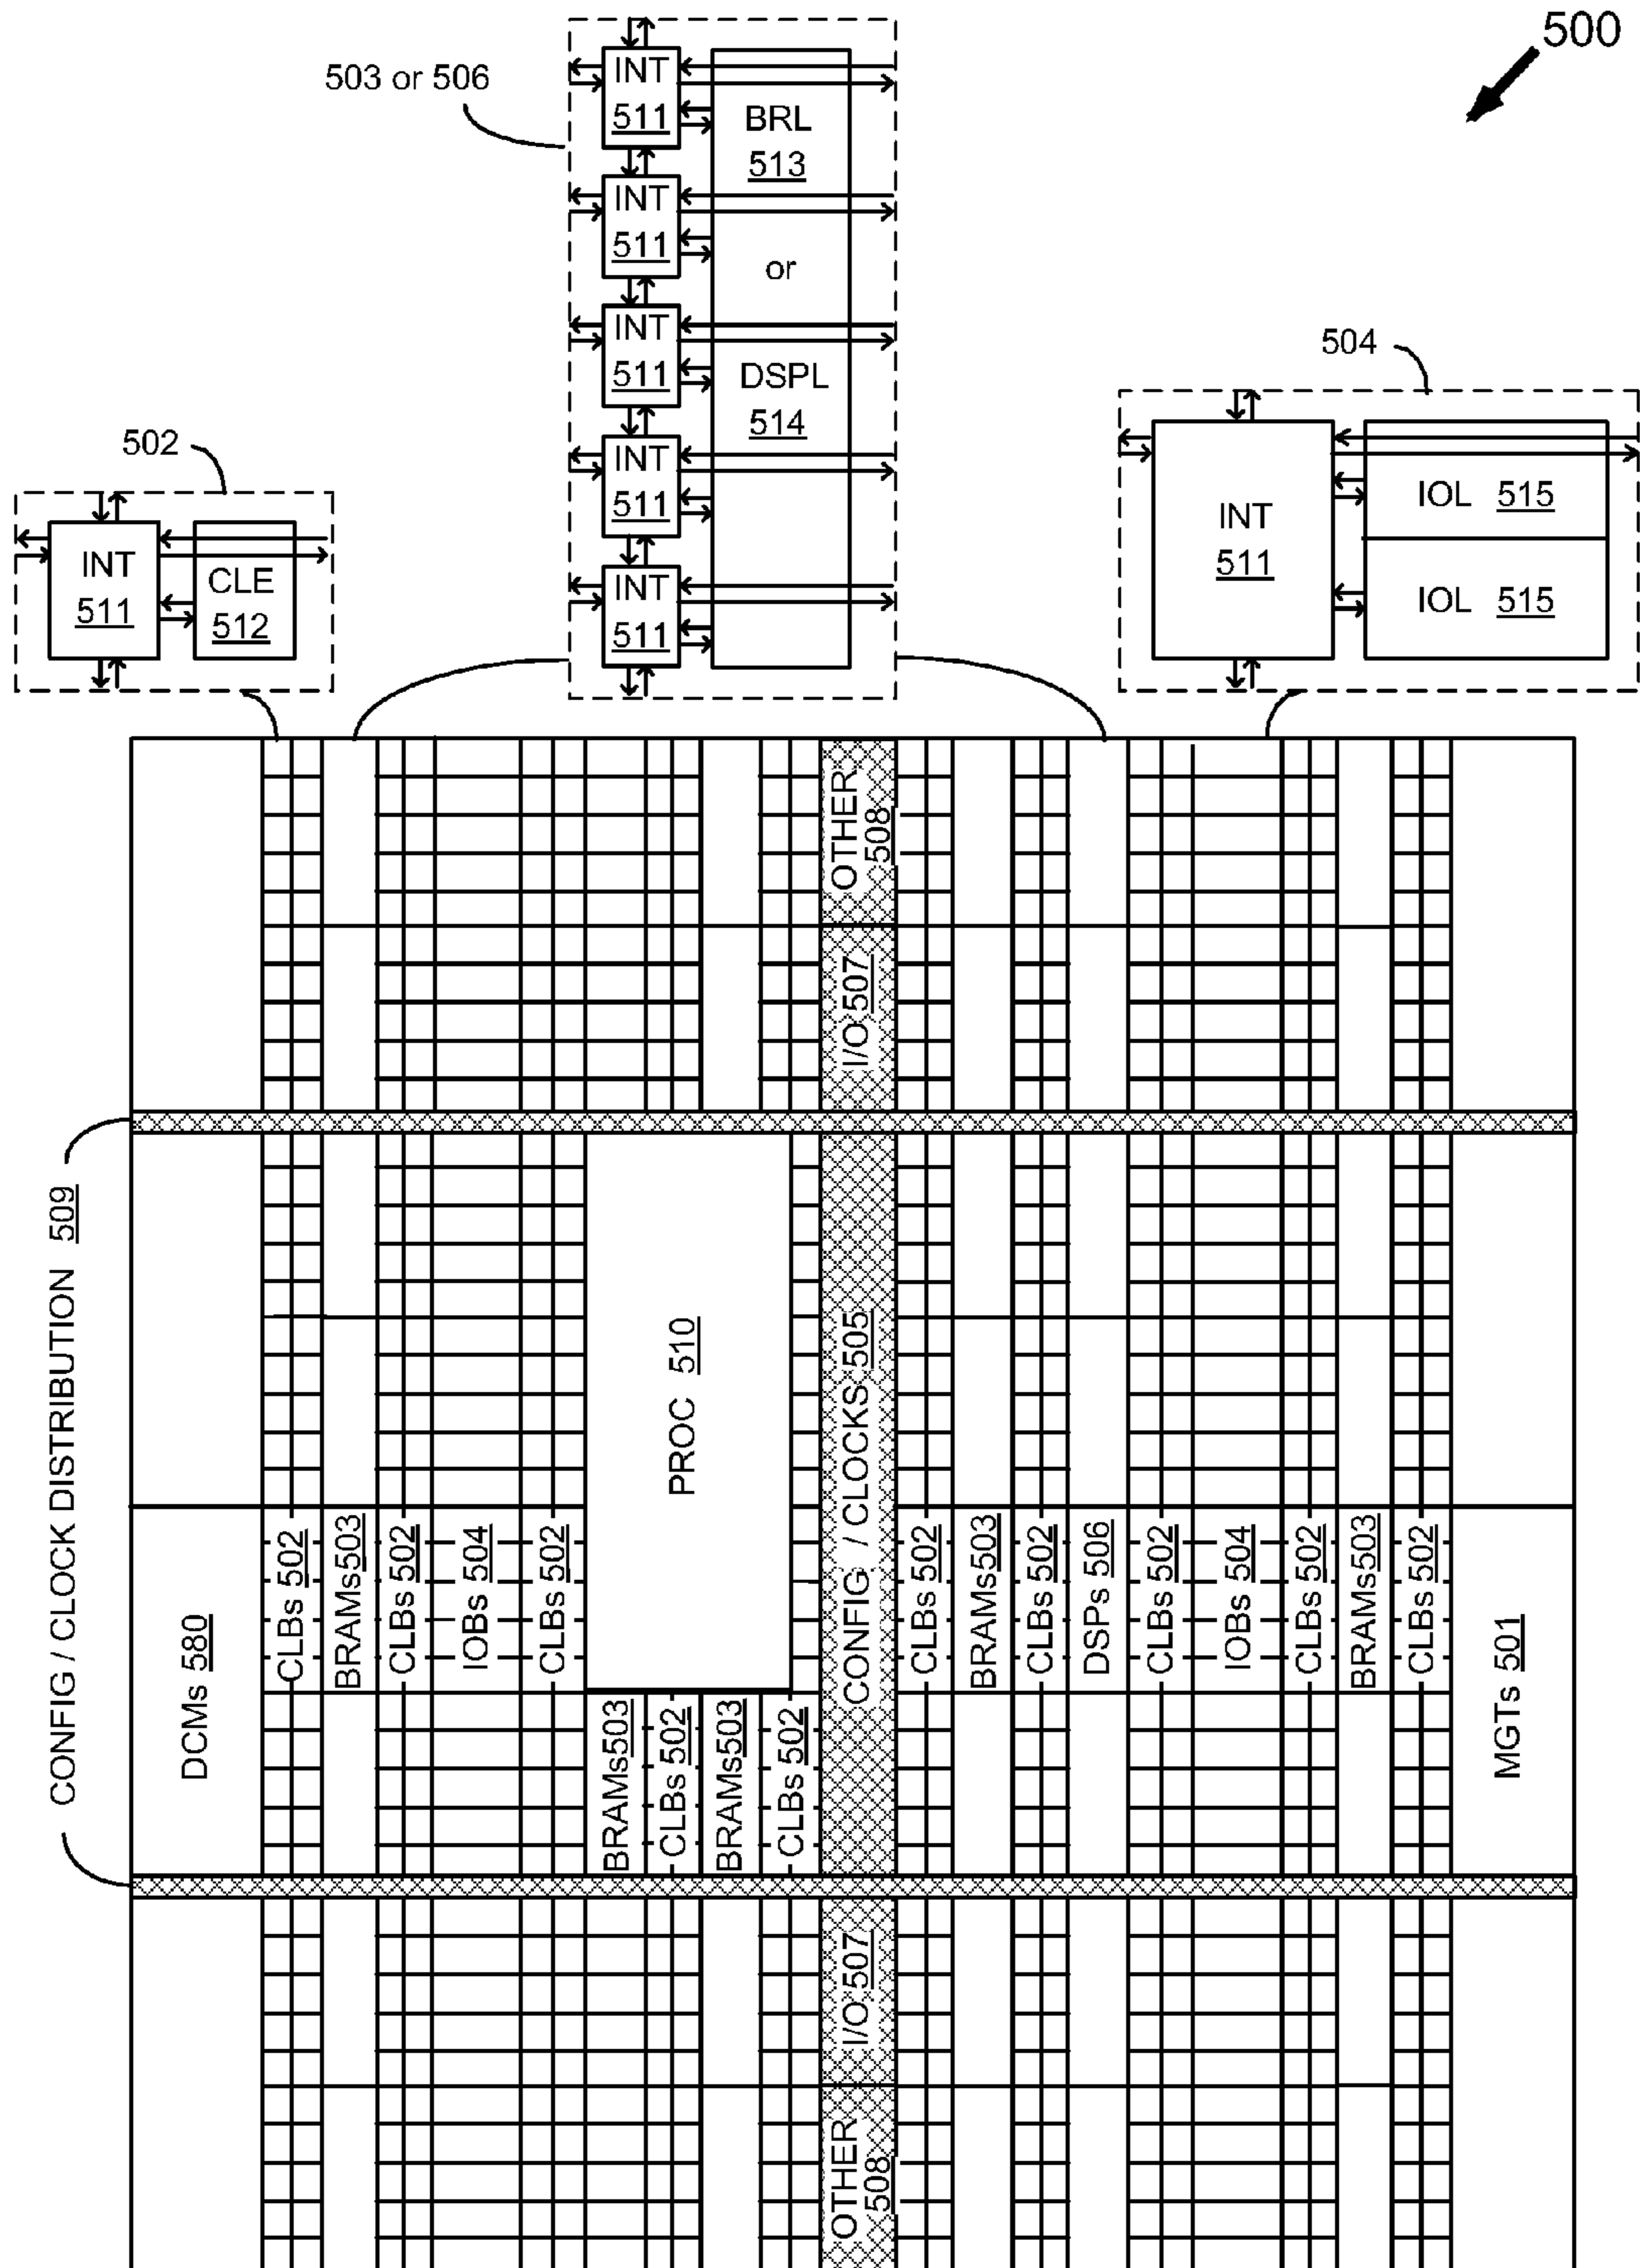 500
503 or 506
INT
511
INT
511
INT
511
INT
511
INT
511
BRL
513
or
DSPL
514
504
INT
511
IOL 515
IOL 515
502
INT
511
CLE
512
OTHER
508
I/O 507
CONFIG / CLOCK DISTRIBUTION 509
PROC 510
CONFIG / CLOCKS 505
DCMs 580
CLBs 502
BRAMs503
CLBs 502
IOBs 504
CLBs 502
BRAMs503
CLBs 502
BRAMs503
CLBs 502
CLBs 502
BRAMs503
CLBs 502
DSPs 506
CLBs 502
IOBs 504
CLBs 502
BRAMs503
CLBs 502
MGTs 501
I/O 507
OTHER
508